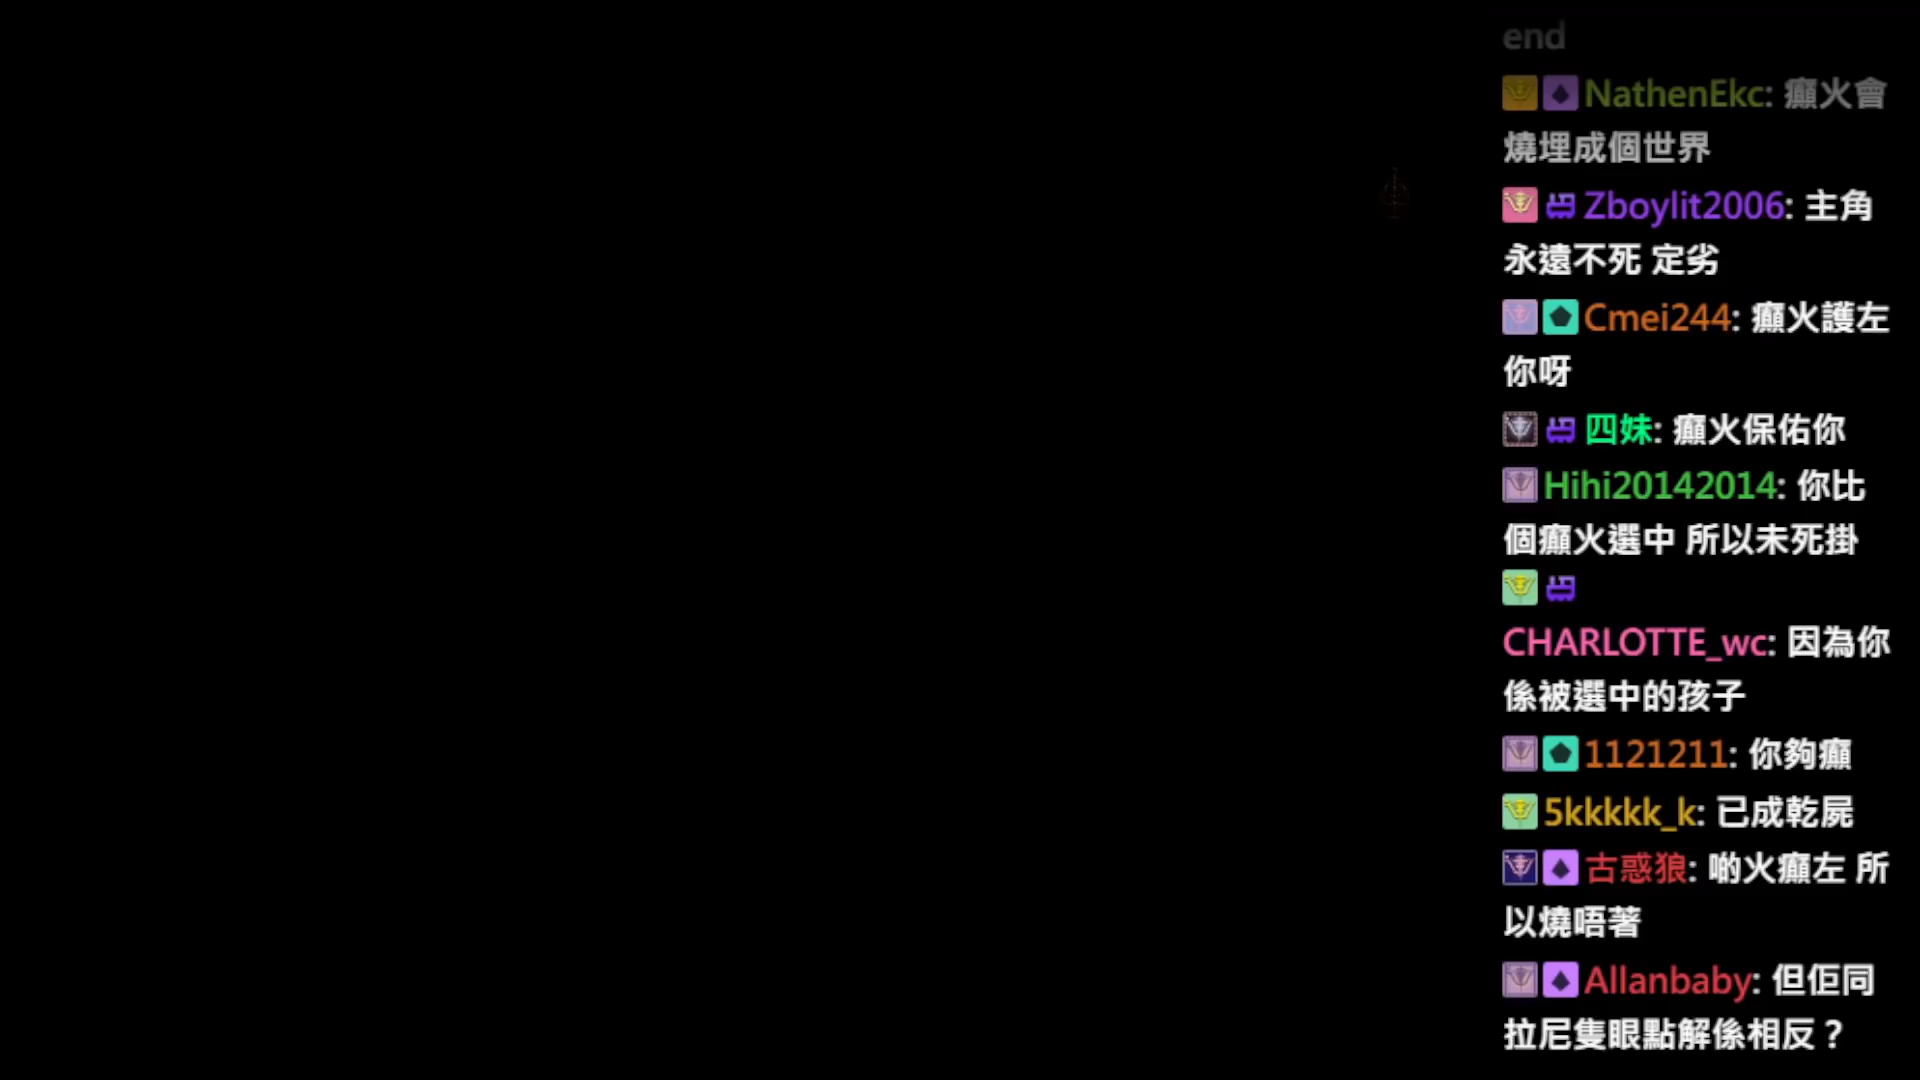 end
NathenEkc: 癲火會
燒埋成個世界
Zboylit2006: 主角
永遠不死 定劣
Cmei244: 癲火護左
你呀
四妹: 癲火保佑你
Hihi20142014: 你比
個癲火選中 所以未死掛
CHARLOTTE_wc: 因為你
係被選中的孩子
1121211: 你夠癲
5kkkkk_k: 已成乾屍
古惑狼: 啲火癲左 所
以燒唔著
Allanbaby: 但佢同
拉尼隻眼點解係相反？